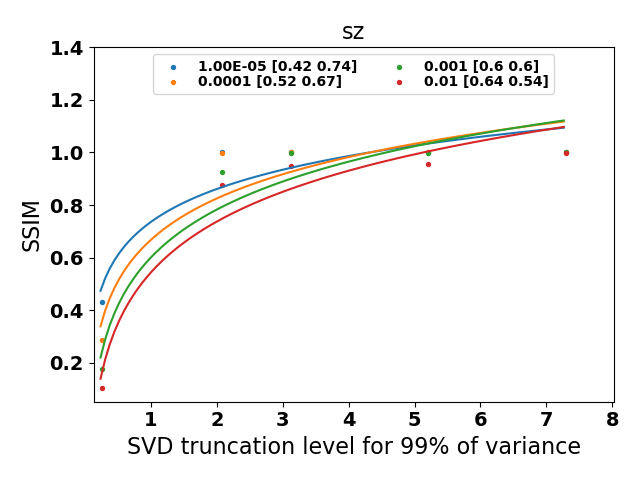 sz
1.4
1.00E-05 [0.42 0.74] 0.001 [0.6 0.6]
0.0001 [0.52 0.67] 0.01 [0.64 0.54]
1.2
1.0
0.8
SSIM
0.6
0.4
0.2
1 2 3 4 5 6 7 8
SVD truncation level for 99% of variance